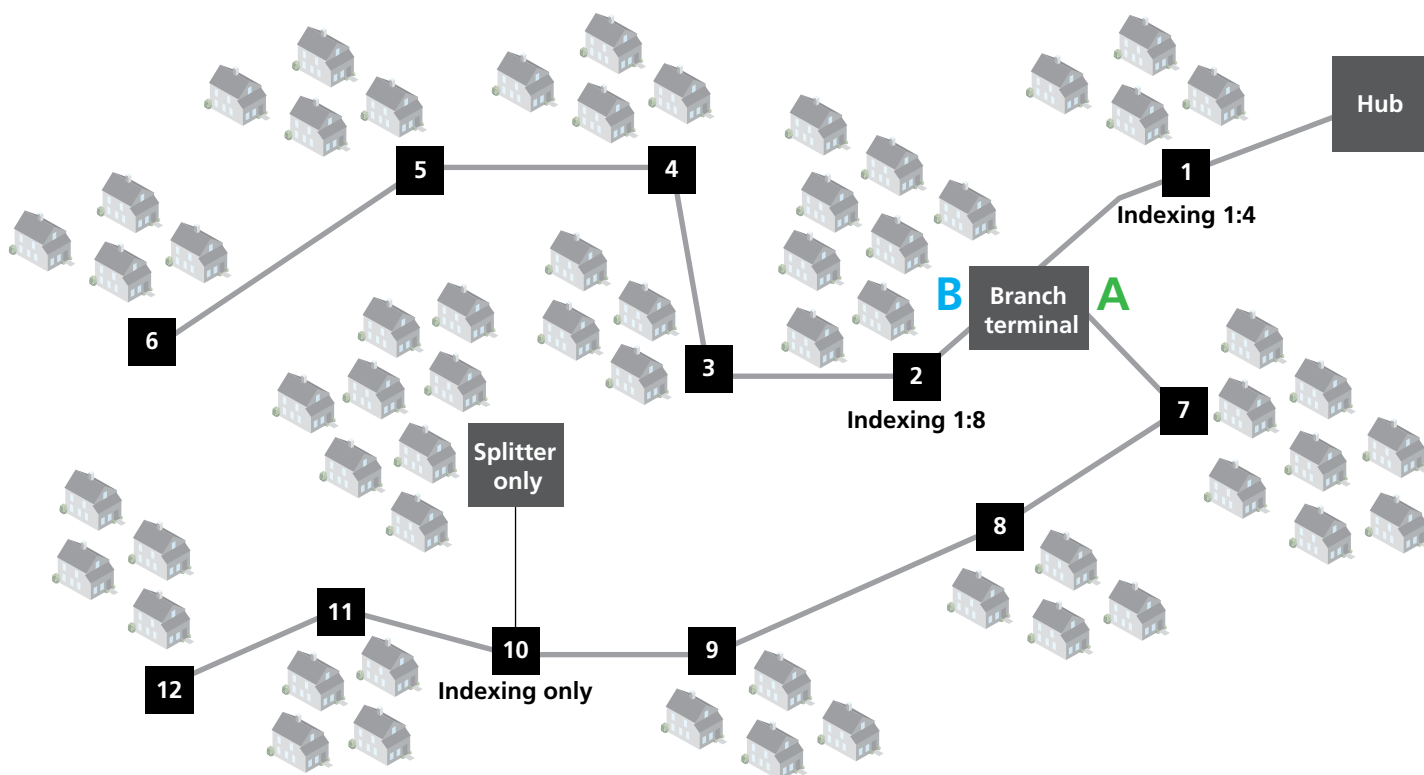 Hub
1
Indexing 1:4
5
4
B
Branch
terminal
A
6
3
2
Indexing 1:8
7
Splitter
only
8
11
10
Indexing only
9
12